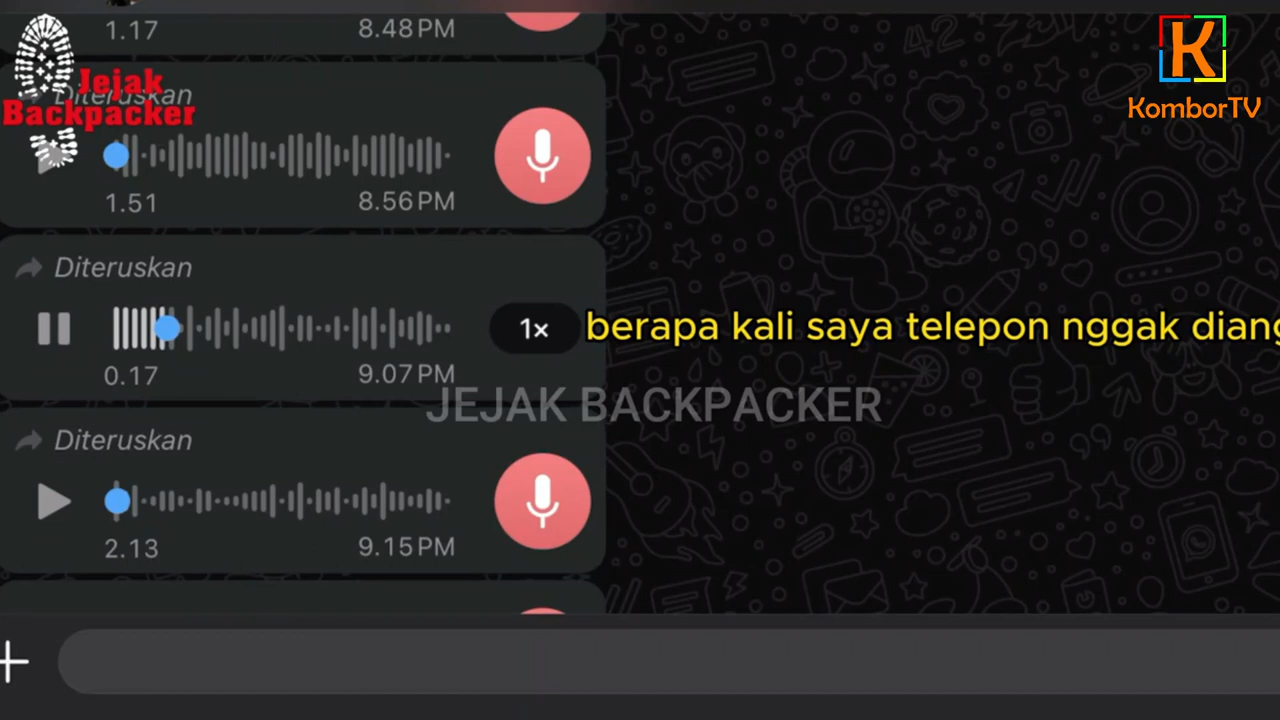 1.17 8.48 PM
Jejak
Backpacker
Diteruskan
K
KomborTV
1.51 8.56 PM
Diteruskan
1x
berapa kali saya telepon nggak diang
0.17 9.07 PM
JEJAK BACKPACKER
Diteruskan
2.13 9.15 PM